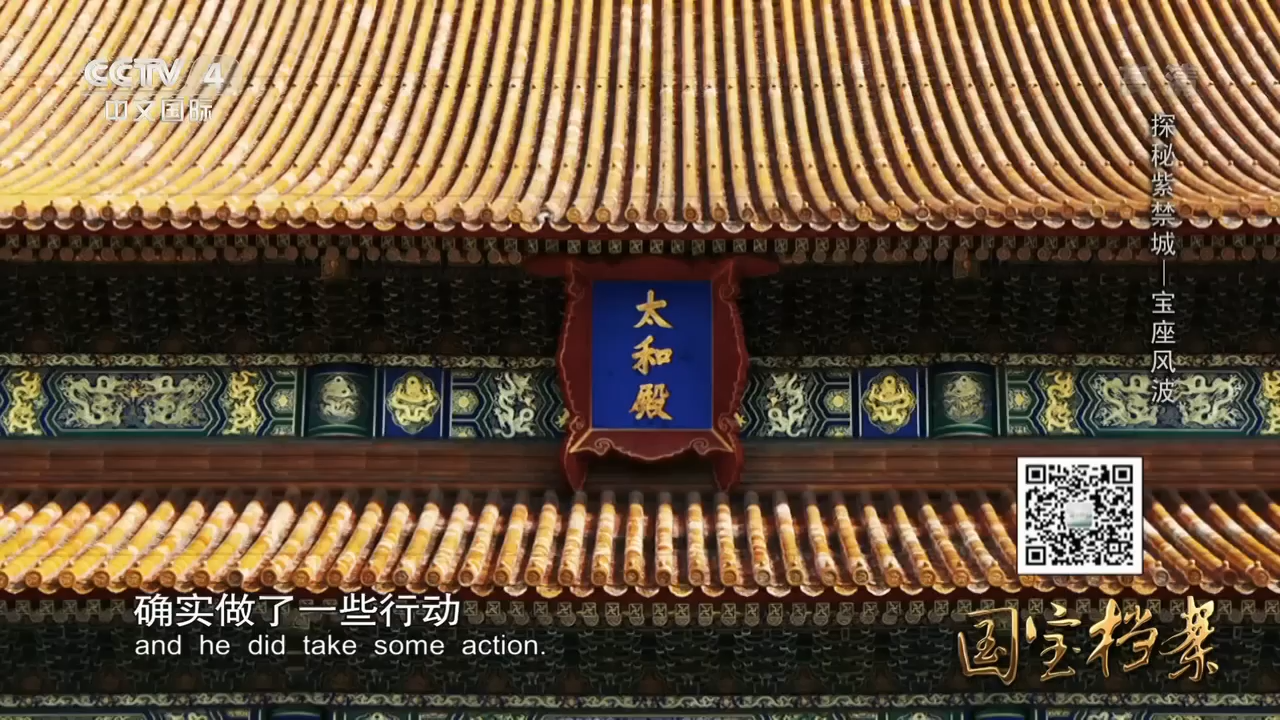 CCTV 4
中文国际
高清
探秘紫禁城—宝座风波
太和殿
确实做了一些行动
and he did take some action.
国宝档案